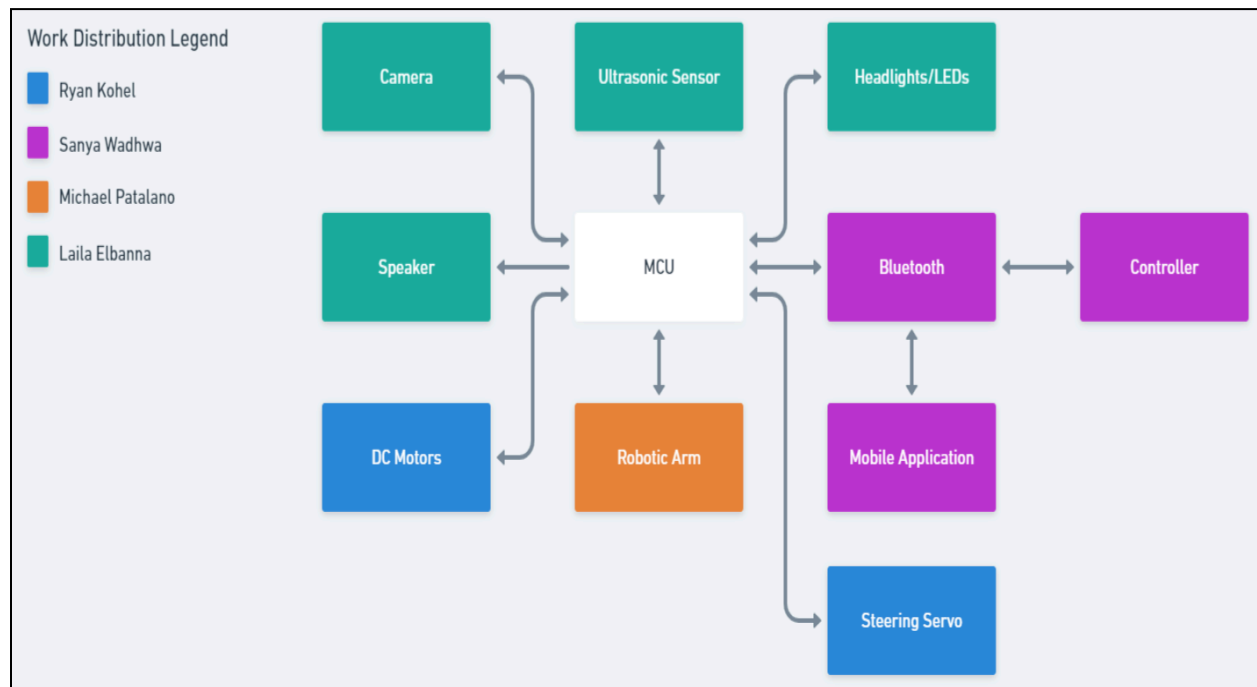 Work Distribution Legend
Ryan Kohel
Sanya Wadhwa
Michael Patalano
Laila Elbanna
Camera
Ultrasonic Sensor
Headlights/LEDs
Speaker
MCU
Bluetooth
Controller
DC Motors
Robotic Arm
Mobile Application
Steering Servo